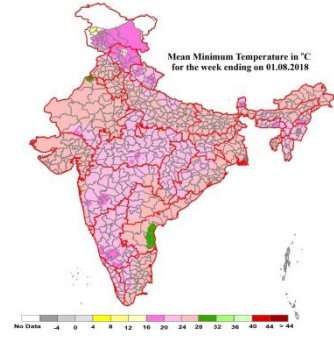 Mean Minimum Temperature in °C
for the week ending on 01.08.2018
No Data -4 0 4 8 12 16 20 24 28 32 36 40 44 > 44